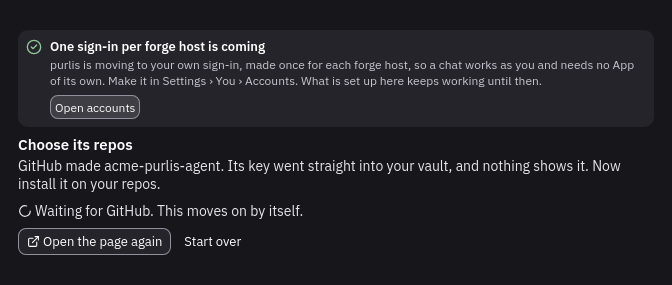 One sign-in per forge host is coming
purlis is moving to your own sign-in, made once for each forge host, so a chat works as you and needs no App
of its own. Make it in Settings › You › Accounts. What is set up here keeps working until then.
Open accounts
Choose its repos
GitHub made acme-purlis-agent. Its key went straight into your vault, and nothing shows it. Now
install it on your repos.
Waiting for GitHub. This moves on by itself.
Open the page again Start over